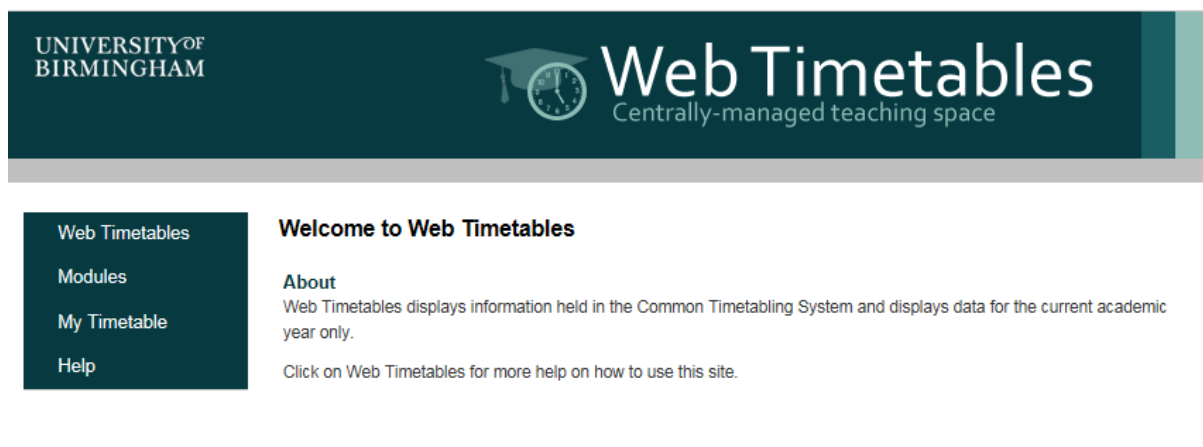 UNIVERSITY OF
BIRMINGHAM
Web Timetables
Centrally-managed teaching space
Web Timetables
Modules
My Timetable
Help
Welcome to Web Timetables
About
Web Timetables displays information held in the Common Timetabling System and displays data for the current academic
year only.
Click on Web Timetables for more help on how to use this site.